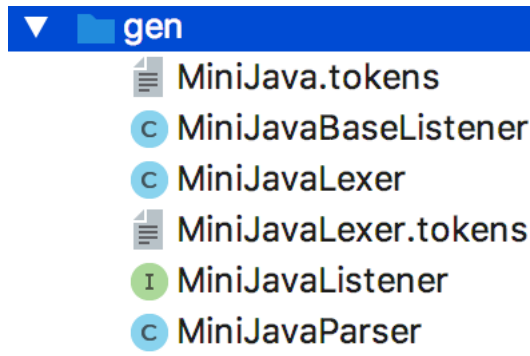 gen
MiniJava.tokens
C MiniJavaBaseListener
C MiniJavaLexer
MiniJavaLexer.tokens
I MiniJavaListener
C MiniJavaParser